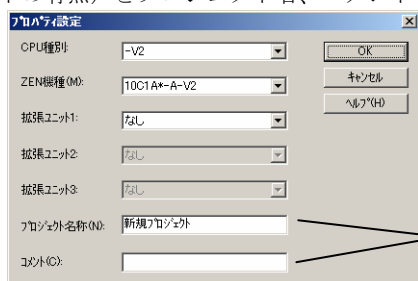 プロパティ設定
CPU種別: -V2
OK
ZEN機種(M): 10C1A*-A-V2
キャンセル
ヘルプ(H)
拡張ユニット1: なし
拡張ユニット2: なし
拡張ユニット3: なし
プロジェクト名称(N): 新規プロジェクト
コメント(C):